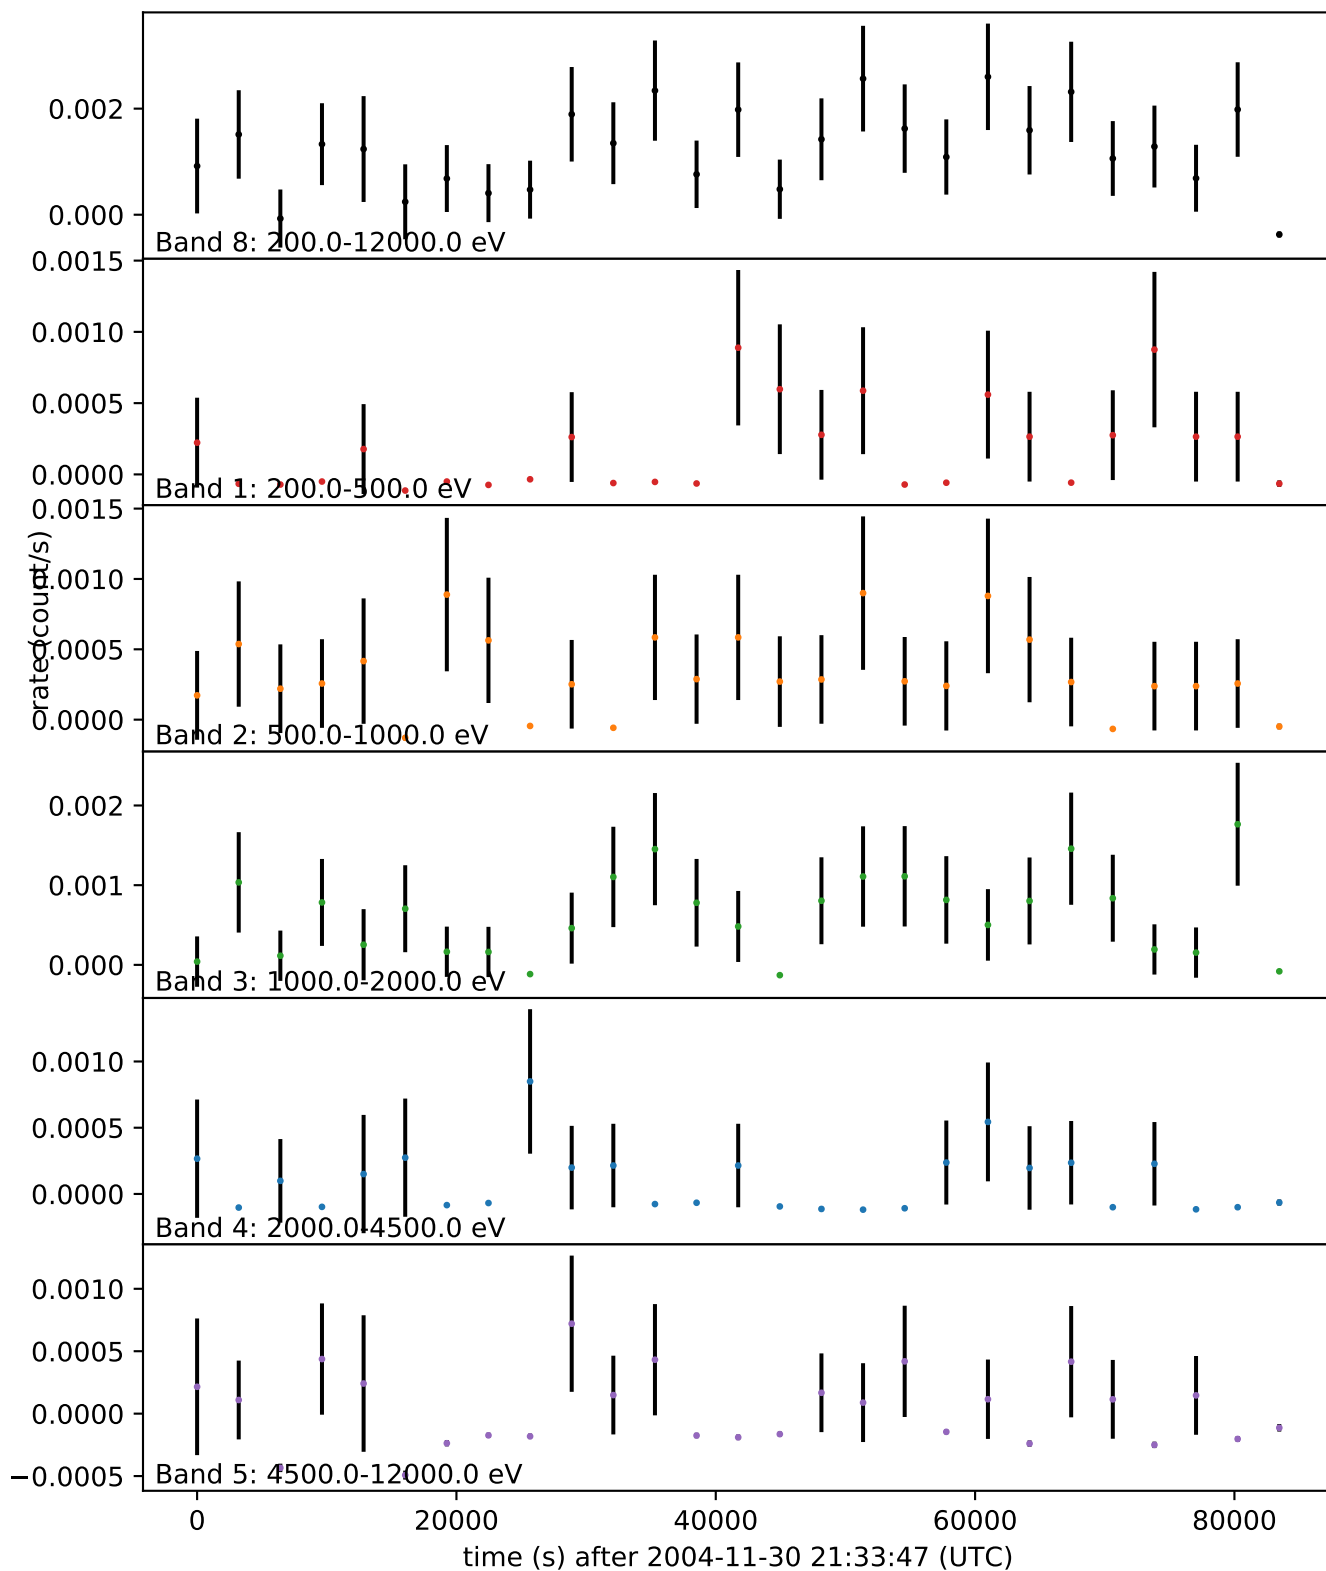 0.002
0.000
Band 8: 200.0-12000.0 eV
0.0015
0.0010
0.0005
0.0000
Band 1: 200.0-500.0 eV
0.0015
0.0010
0.0005
0.0000
rate (count/s)
Band 2: 500.0-1000.0 eV
0.002
0.001
0.000
Band 3: 1000.0-2000.0 eV
0.0010
0.0005
0.0000
Band 4: 2000.0-4500.0 eV
0.0010
0.0005
0.0000
−0.0005
Band 5: 4500.0-12000.0 eV
0 20000 40000 60000 80000
time (s) after 2004-11-30 21:33:47 (UTC)